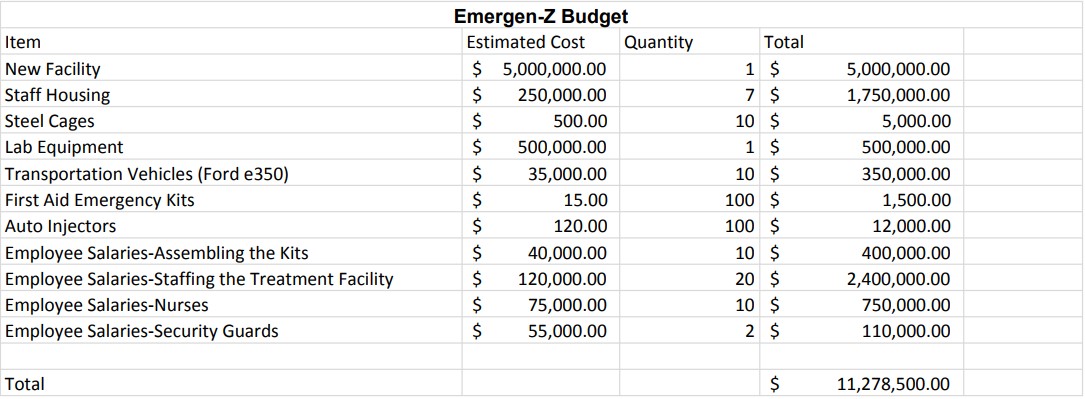 Emergen-Z Budget
Item Estimated Cost Quantity Total
New Facility $ 5,000,000.00 1 $ 5,000,000.00
Staff Housing $ 250,000.00 7 $ 1,750,000.00
Steel Cages $ 500.00 10 $ 5,000.00
Lab Equipment $ 500,000.00 1 $ 500,000.00
Transportation Vehicles (Ford e350) $ 35,000.00 10 $ 350,000.00
First Aid Emergency Kits $ 15.00 100 $ 1,500.00
Auto Injectors $ 120.00 100 $ 12,000.00
Employee Salaries-Assembling the Kits $ 40,000.00 10 $ 400,000.00
Employee Salaries-Staffing the Treatment Facility $ 120,000.00 20 $ 2,400,000.00
Employee Salaries-Nurses $ 75,000.00 10 $ 750,000.00
Employee Salaries-Security Guards $ 55,000.00 2 $ 110,000.00
Total $ 11,278,500.00